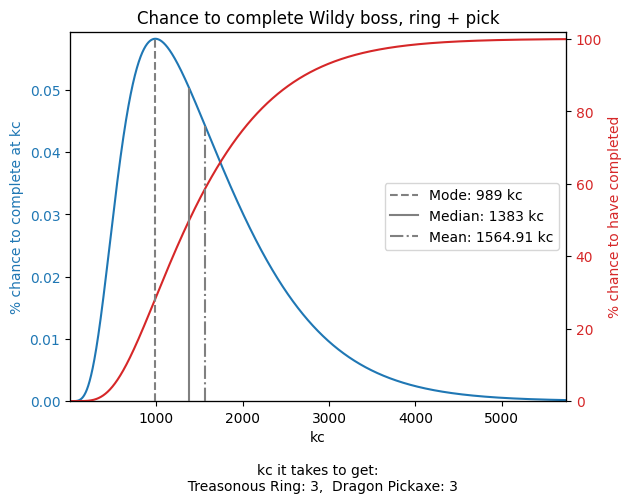 Chance to complete Wildy boss, ring + pick
% chance to complete at kc
0.05
0.04
0.03
0.02
0.01
0.00
100
80
60
40
20
0
% chance to have completed
Mode: 989 kc
Median: 1383 kc
Mean: 1564.91 kc
1000 2000 3000 4000 5000
kc
kc it takes to get:
Treasonous Ring: 3,  Dragon Pickaxe: 3